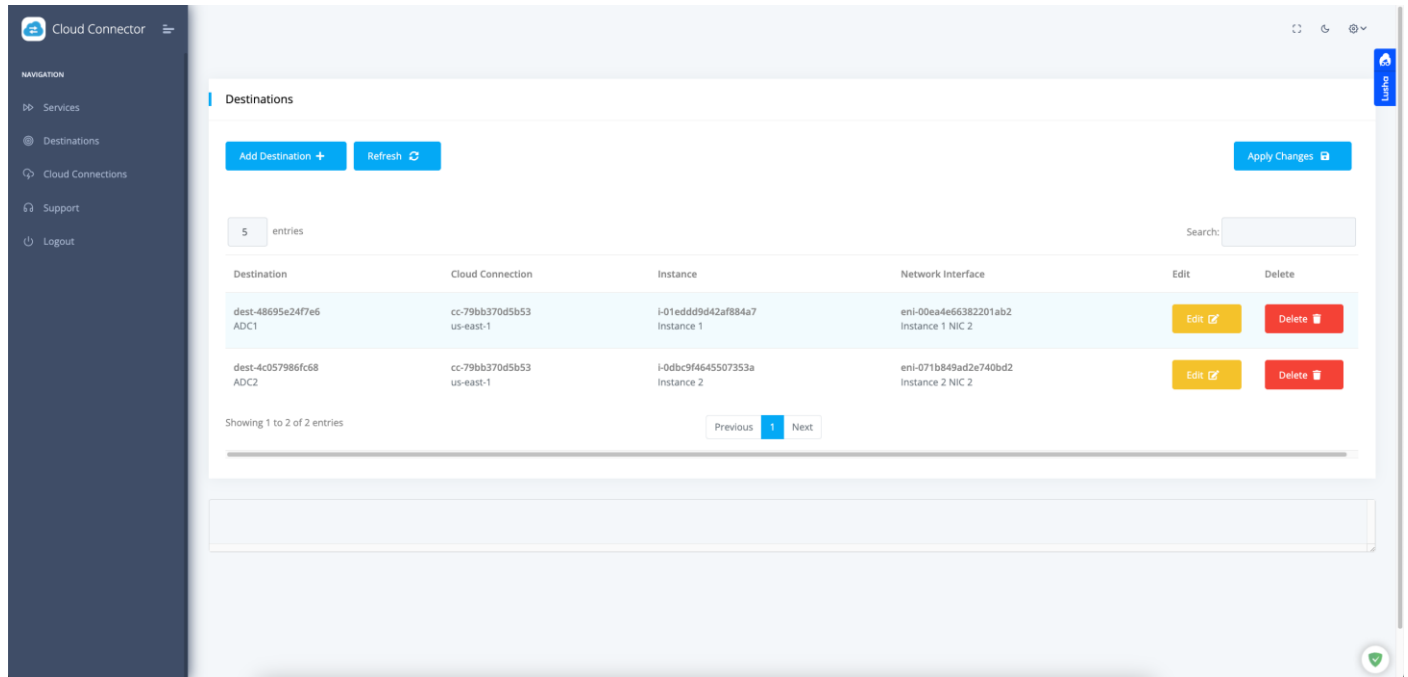 Cloud Connector
NAVIGATION
Services
Destinations
Cloud Connections
Support
Logout
Lusha
Destinations
Add Destination
Refresh
Apply Changes
5 entries
Search:
Destination Cloud Connection Instance Network Interface Edit Delete
dest-48695e24f7e6 cc-79bb370d5b53 i-01eddd9d42af884a7 eni-00ea4e66382201ab2 Edit Delete
ADC1 us-east-1 Instance 1 Instance 1 NIC 2
dest-4c057986fc68 cc-79bb370d5b53 i-0dbc9f4645507353a eni-071b849ad2e740bd2 Edit Delete
ADC2 us-east-1 Instance 2 Instance 2 NIC 2
Showing 1 to 2 of 2 entries
Previous 1 Next